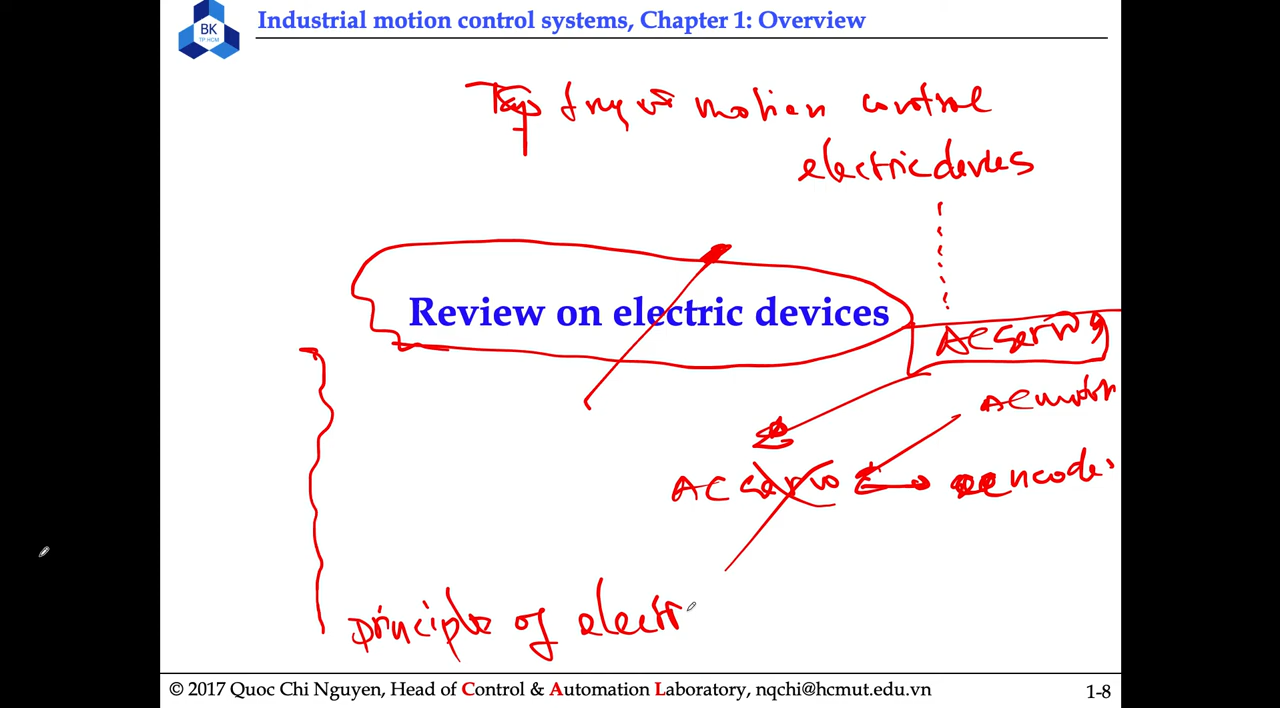 BK
TP HCM
Industrial motion control systems, Chapter 1: Overview
motion control
electric devices
Review on electric devices
AC servo
AC motor
AC servo encoder
principle of electr
© 2017 Quoc Chi Nguyen, Head of Control & Automation Laboratory, nqchi@hcmut.edu.vn
1-8